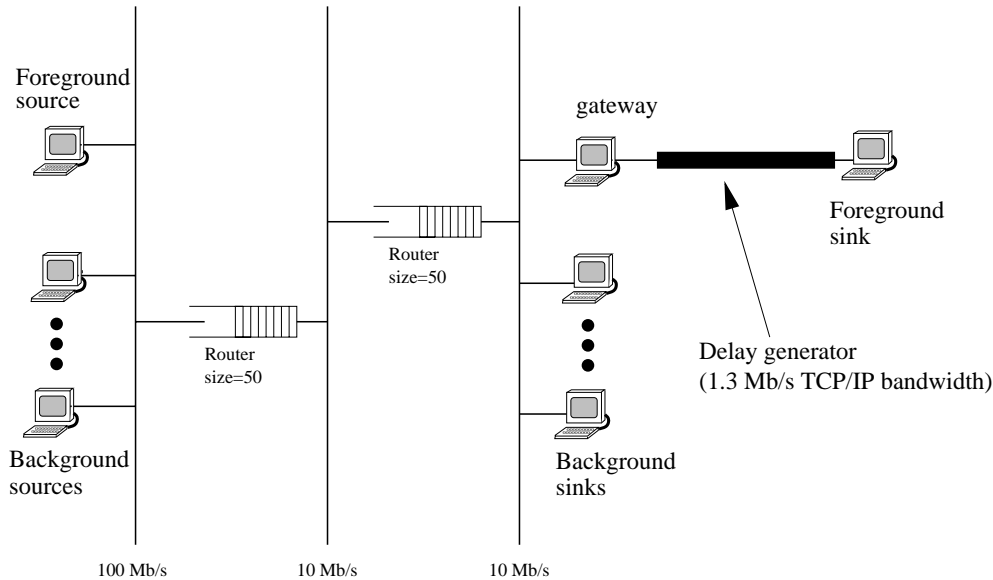 Foreground
source
gateway
Foreground
sink
Router
size=50
Router
size=50
Delay generator
(1.3 Mb/s TCP/IP bandwidth)
Background
sources
Background
sinks
100 Mb/s
10 Mb/s
10 Mb/s